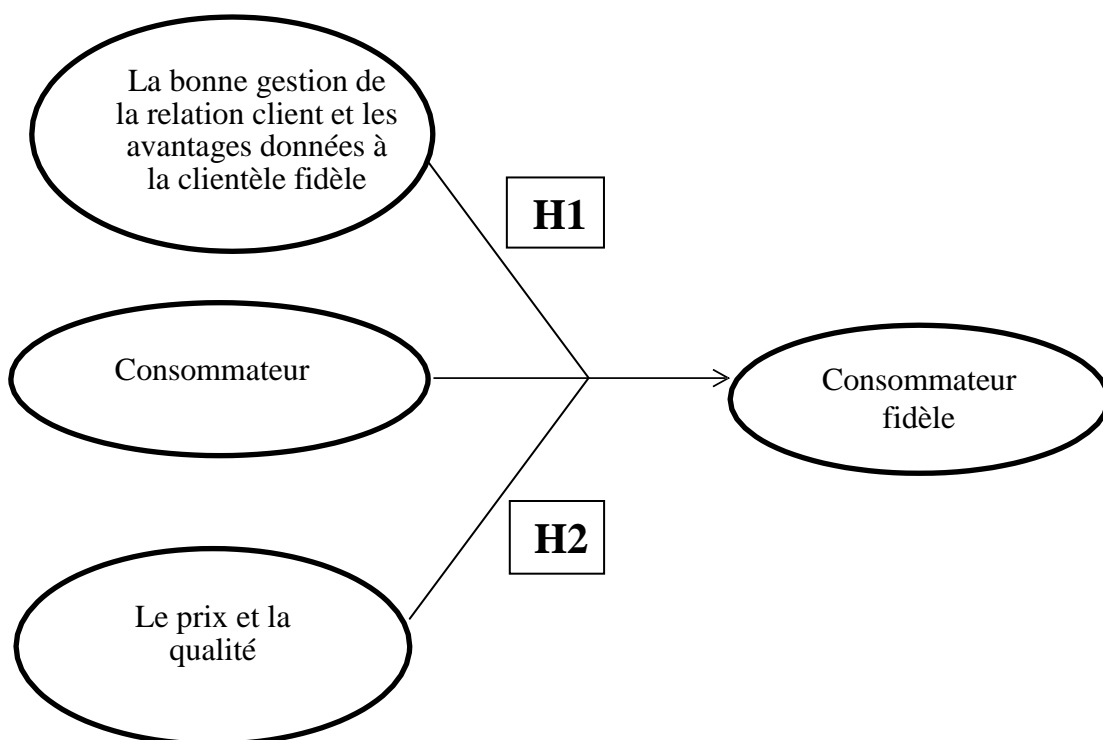 La bonne gestion de
la relation client et les
avantages données à
la clientèle fidèle
H1
Consommateur
Consommateur
fidèle
H2
Le prix et la
qualité